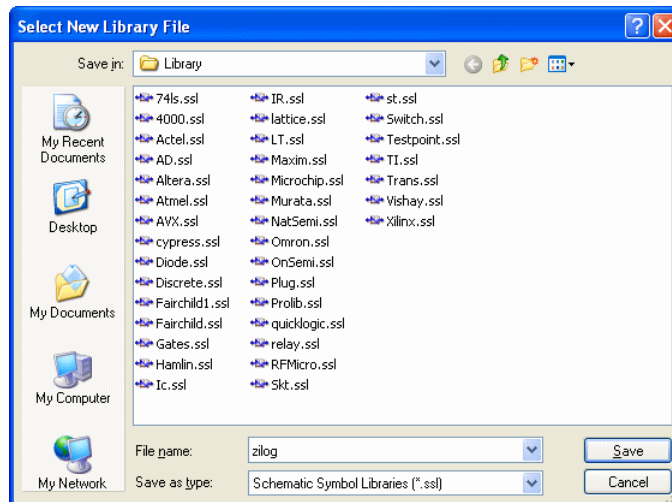 Select New Library File
Save in:
Library
My Recent
Documents
Desktop
My Documents
My Computer
My Network
74ls.ssl
4000.ssl
Actel.ssl
AD.ssl
Altera.ssl
Atmel.ssl
AVX.ssl
cypress.ssl
Diode.ssl
Discrete.ssl
Fairchild1.ssl
Fairchild.ssl
Gates.ssl
Hamlin.ssl
Ic.ssl
IR.ssl
lattice.ssl
LT.ssl
Maxim.ssl
Microchip.ssl
Murata.ssl
NatSemi.ssl
Omron.ssl
OnSemi.ssl
Plug.ssl
Prolib.ssl
quicklogic.ssl
relay.ssl
RFMicro.ssl
Skt.ssl
st.ssl
Switch.ssl
Testpoint.ssl
TI.ssl
Trans.ssl
Vishay.ssl
Xilinx.ssl
File name:
zilog
Save
Save as type:
Schematic Symbol Libraries (*.ssl)
Cancel